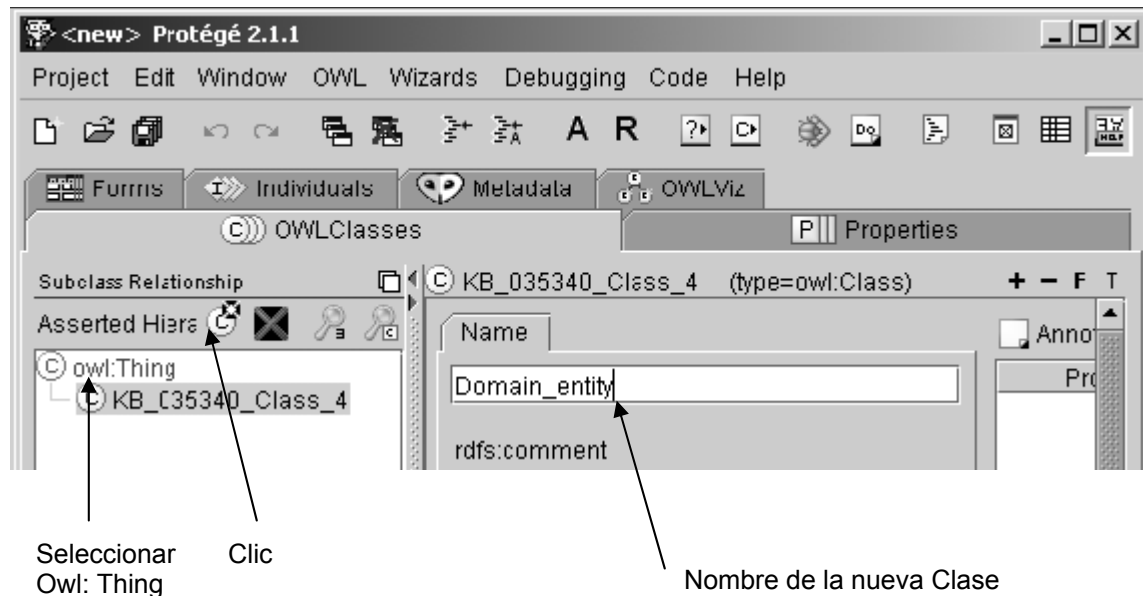 <new> Protégé 2.1.1
Project Edit Window OWL Wizards Debugging Code Help
A R
Forms Individuals Metadata OWLViz
OWLClasses Properties
Subclass Relationship
KB_035340_Class_4 (type=owl:Class) + − F T
Asserted Hiera
Name
Anno
owl:Thing
Pro
KB_035340_Class_4
Domain_entity
rdfs:comment
Seleccionar
Owl: Thing
Clic
Nombre de la nueva Clase